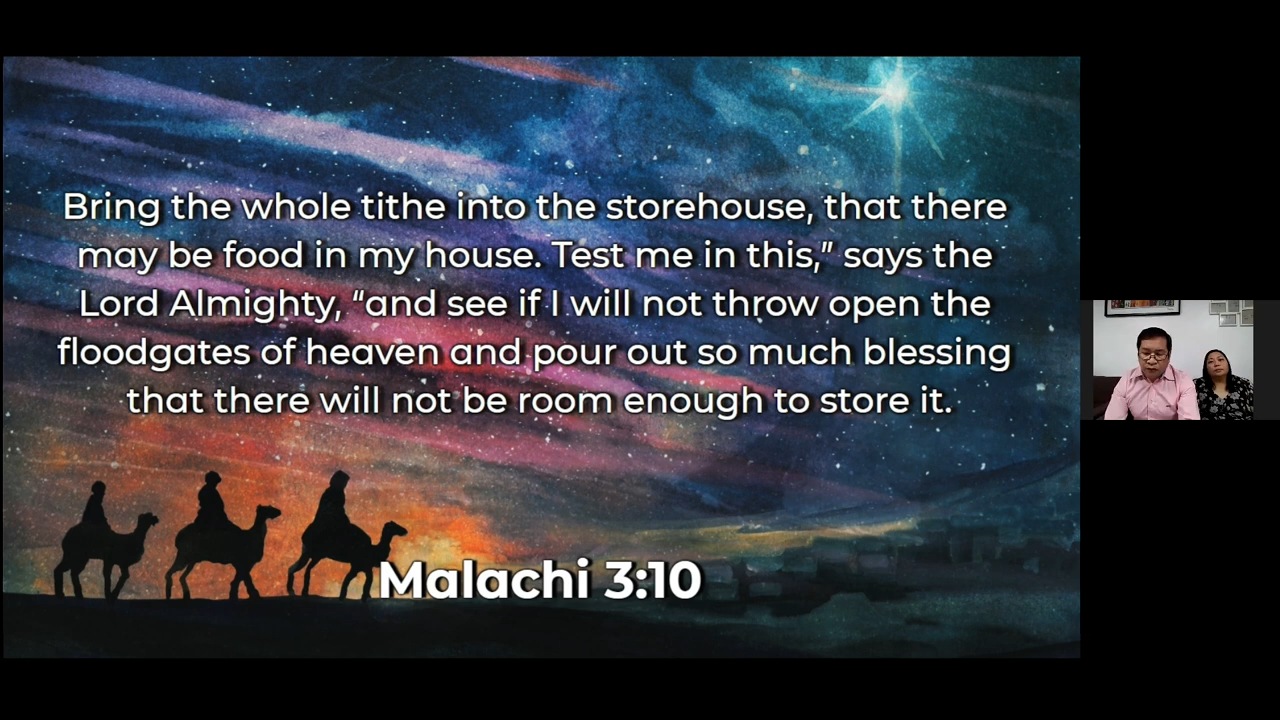 Bring the whole tithe into the storehouse, that there
may be food in my house. Test me in this,” says the
Lord Almighty, “and see if I will not throw open the
floodgates of heaven and pour out so much blessing
that there will not be room enough to store it.
Malachi 3:10